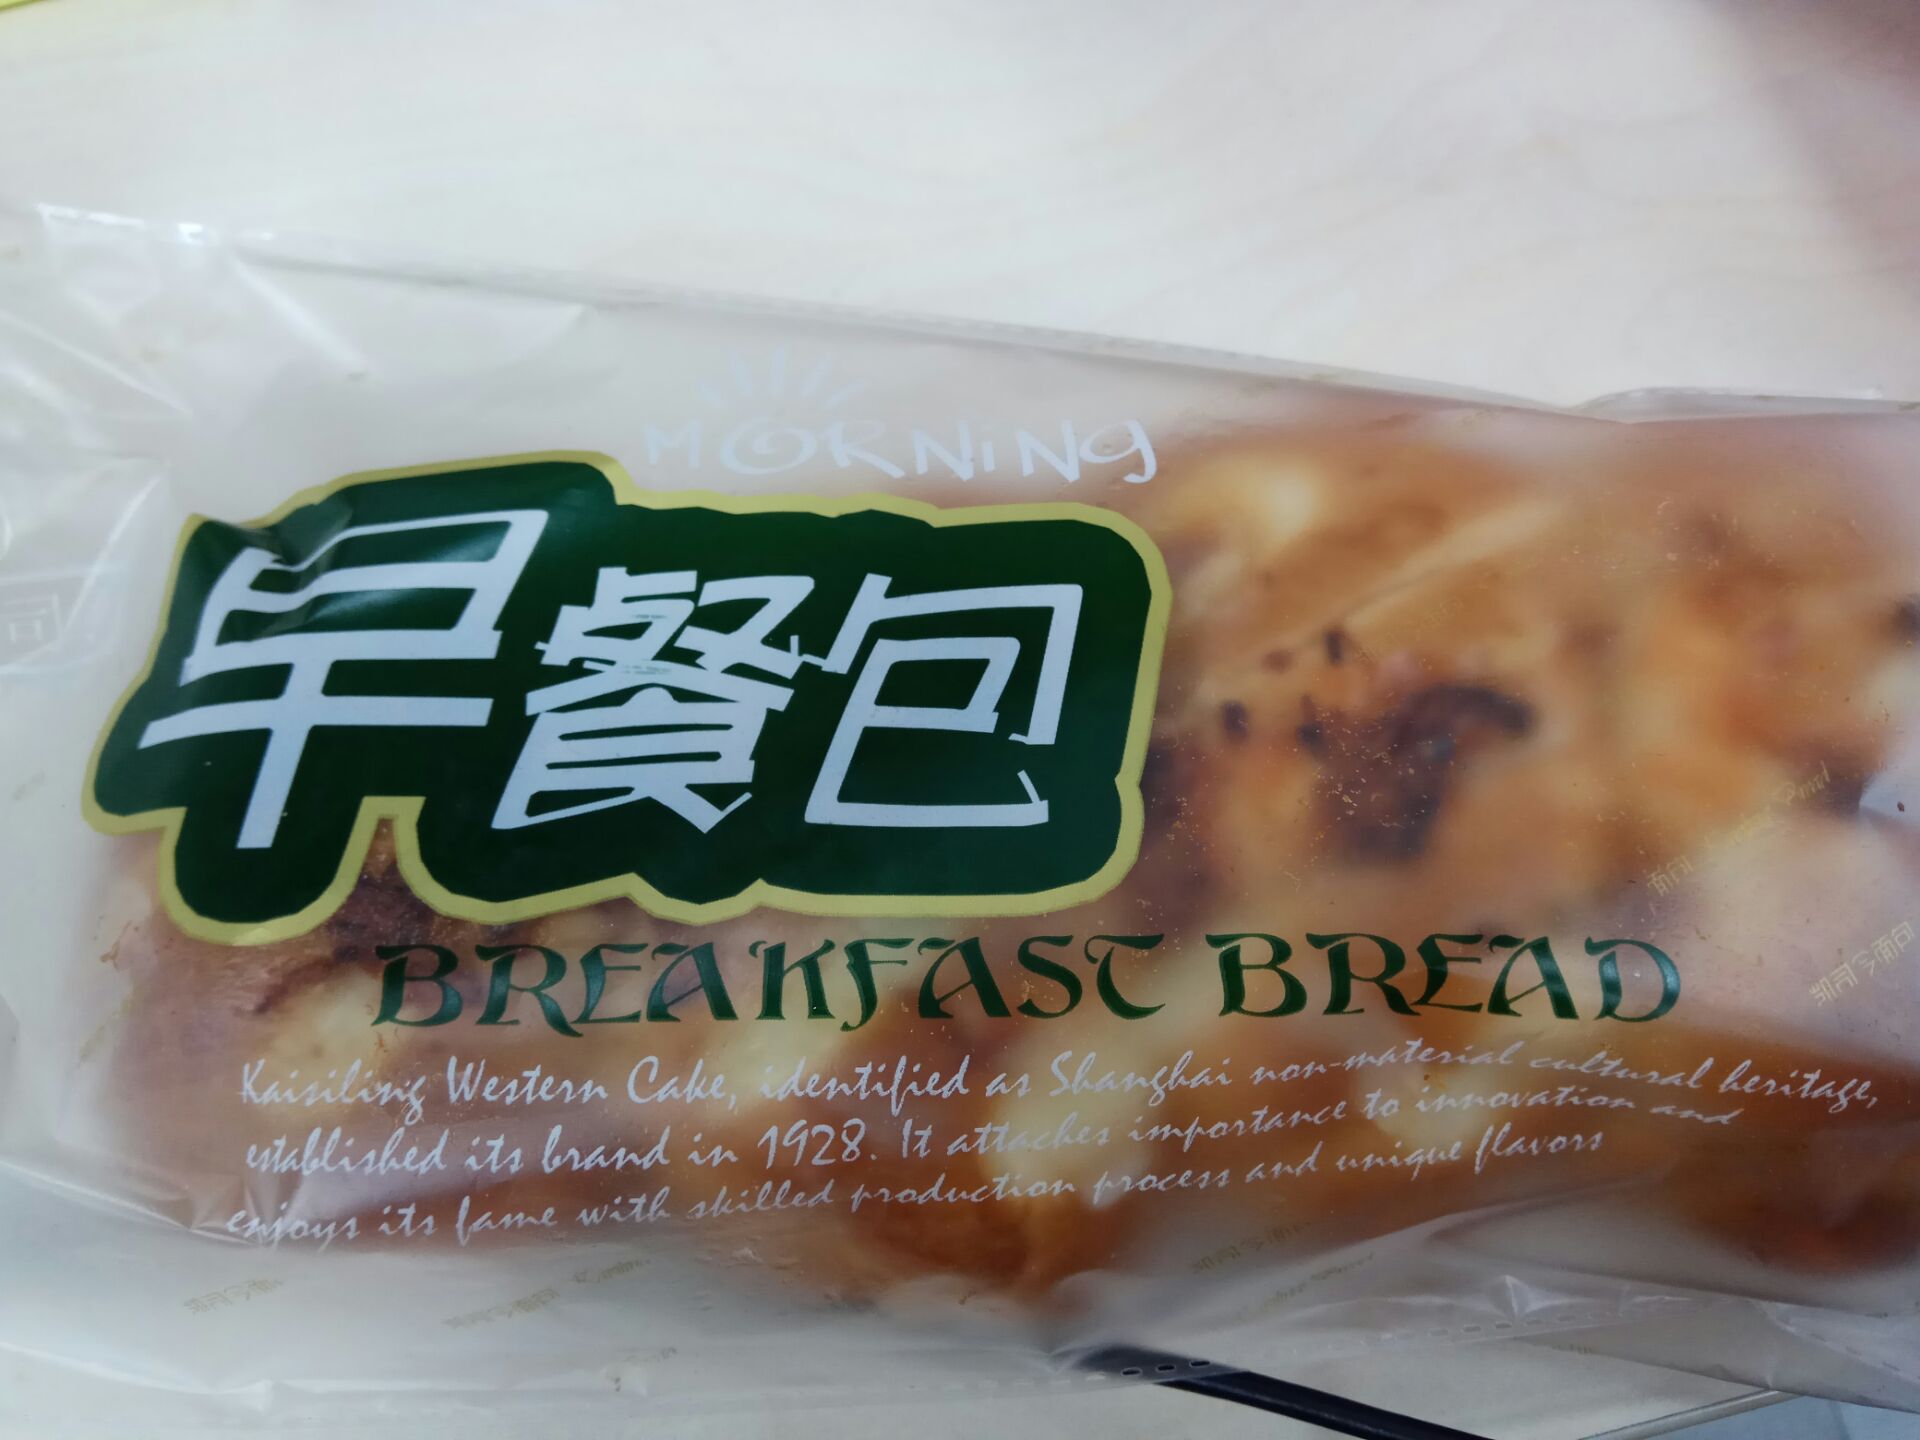 MORNiNg
早餐包
BREAKFAST BREAD
Kaisiling Western Cake, identified as Shanghai non-material cultural heritage,
established its brand in 1928. It attaches importance to innovation and
enjoys its fame with skilled production process and unique flavors